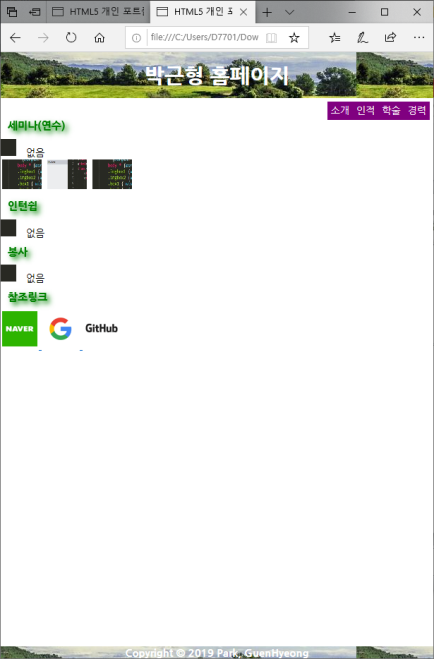 HTML5 개인 포트폴
HTML5 개인 포
file:///C:/Users/D7701/Dow
박근형 홈페이지
소개 인적 학술 경력
세미나(연수)
없음
인턴쉽
없음
봉사
없음
참조링크
NAVER
GitHub
Copyright © 2019 Park, GuenHyeong